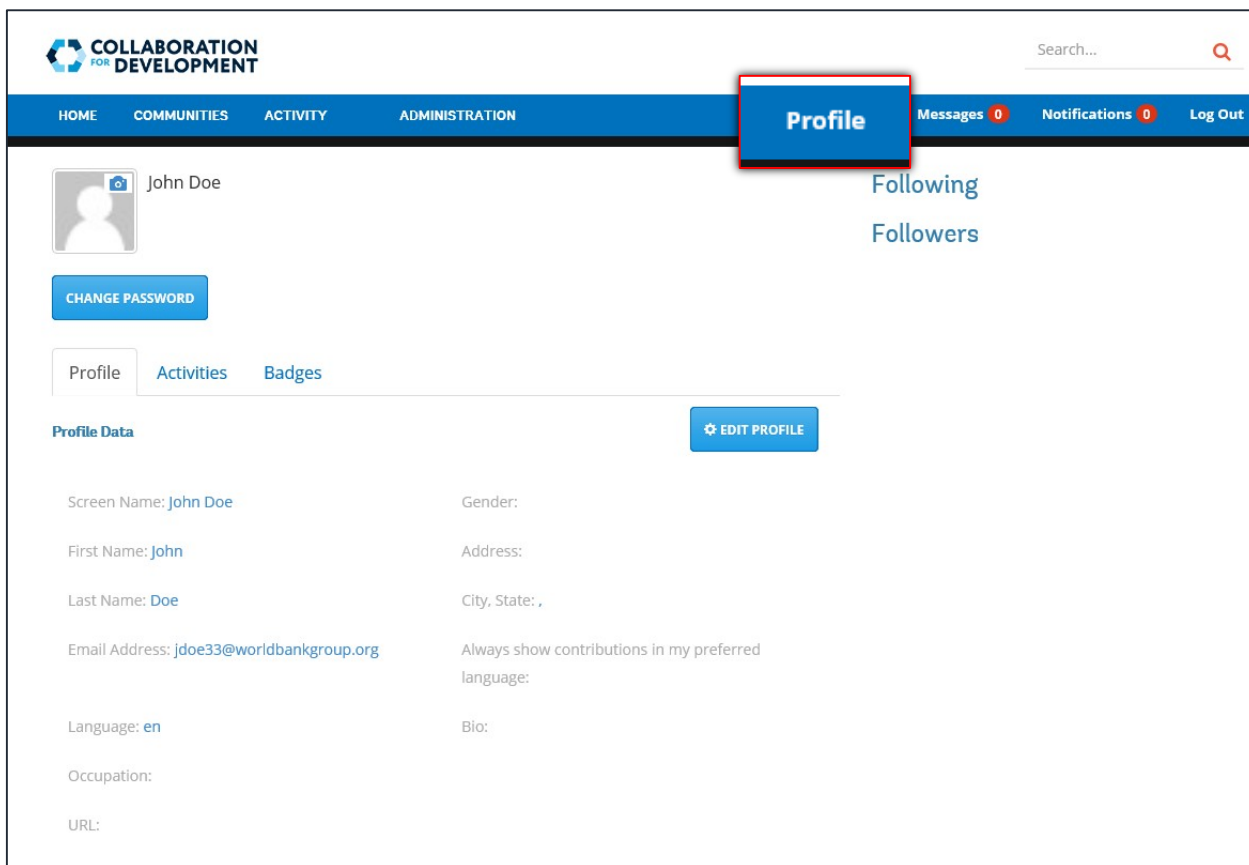 COLLABORATION
FOR DEVELOPMENT
Search...
HOME COMMUNITIES ACTIVITY ADMINISTRATION Profile Messages 0 Notifications 0 Log Out
John Doe
Following
Followers
CHANGE PASSWORD
Profile Activities Badges
Profile Data
EDIT PROFILE
Screen Name: John Doe
Gender:
First Name: John
Address:
Last Name: Doe
City, State: ,
Email Address: jdoe33@worldbankgroup.org
Always show contributions in my preferred
language:
Language: en
Bio:
Occupation:
URL: